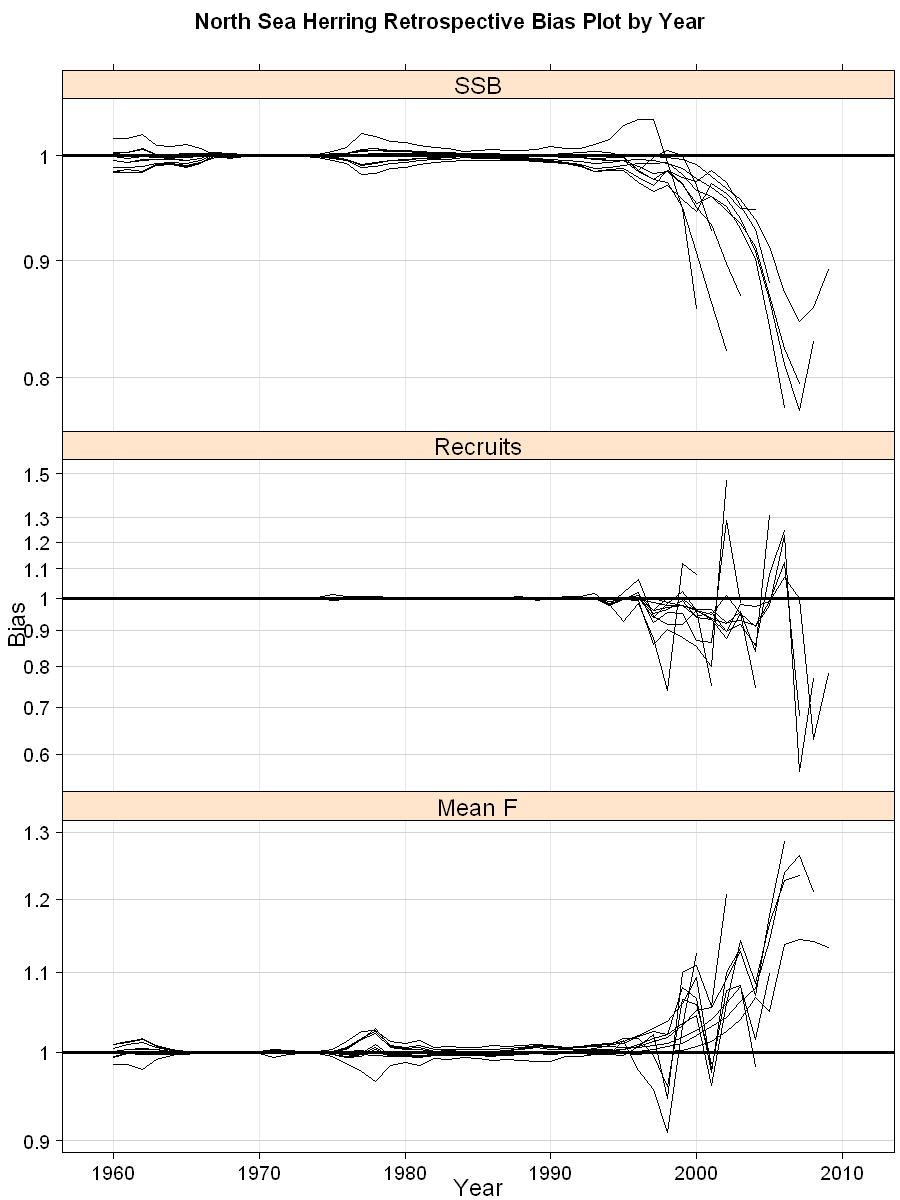 North Sea Herring Retrospective Bias Plot by Year
SSB
1
0.9
0.8
Recruits
1.5
1.3
1.2
1.1
1
0.9
0.8
0.7
0.6
Bias
Mean F
1.3
1.2
1.1
1
0.9
1960 1970 1980 1990 2000 2010
Year